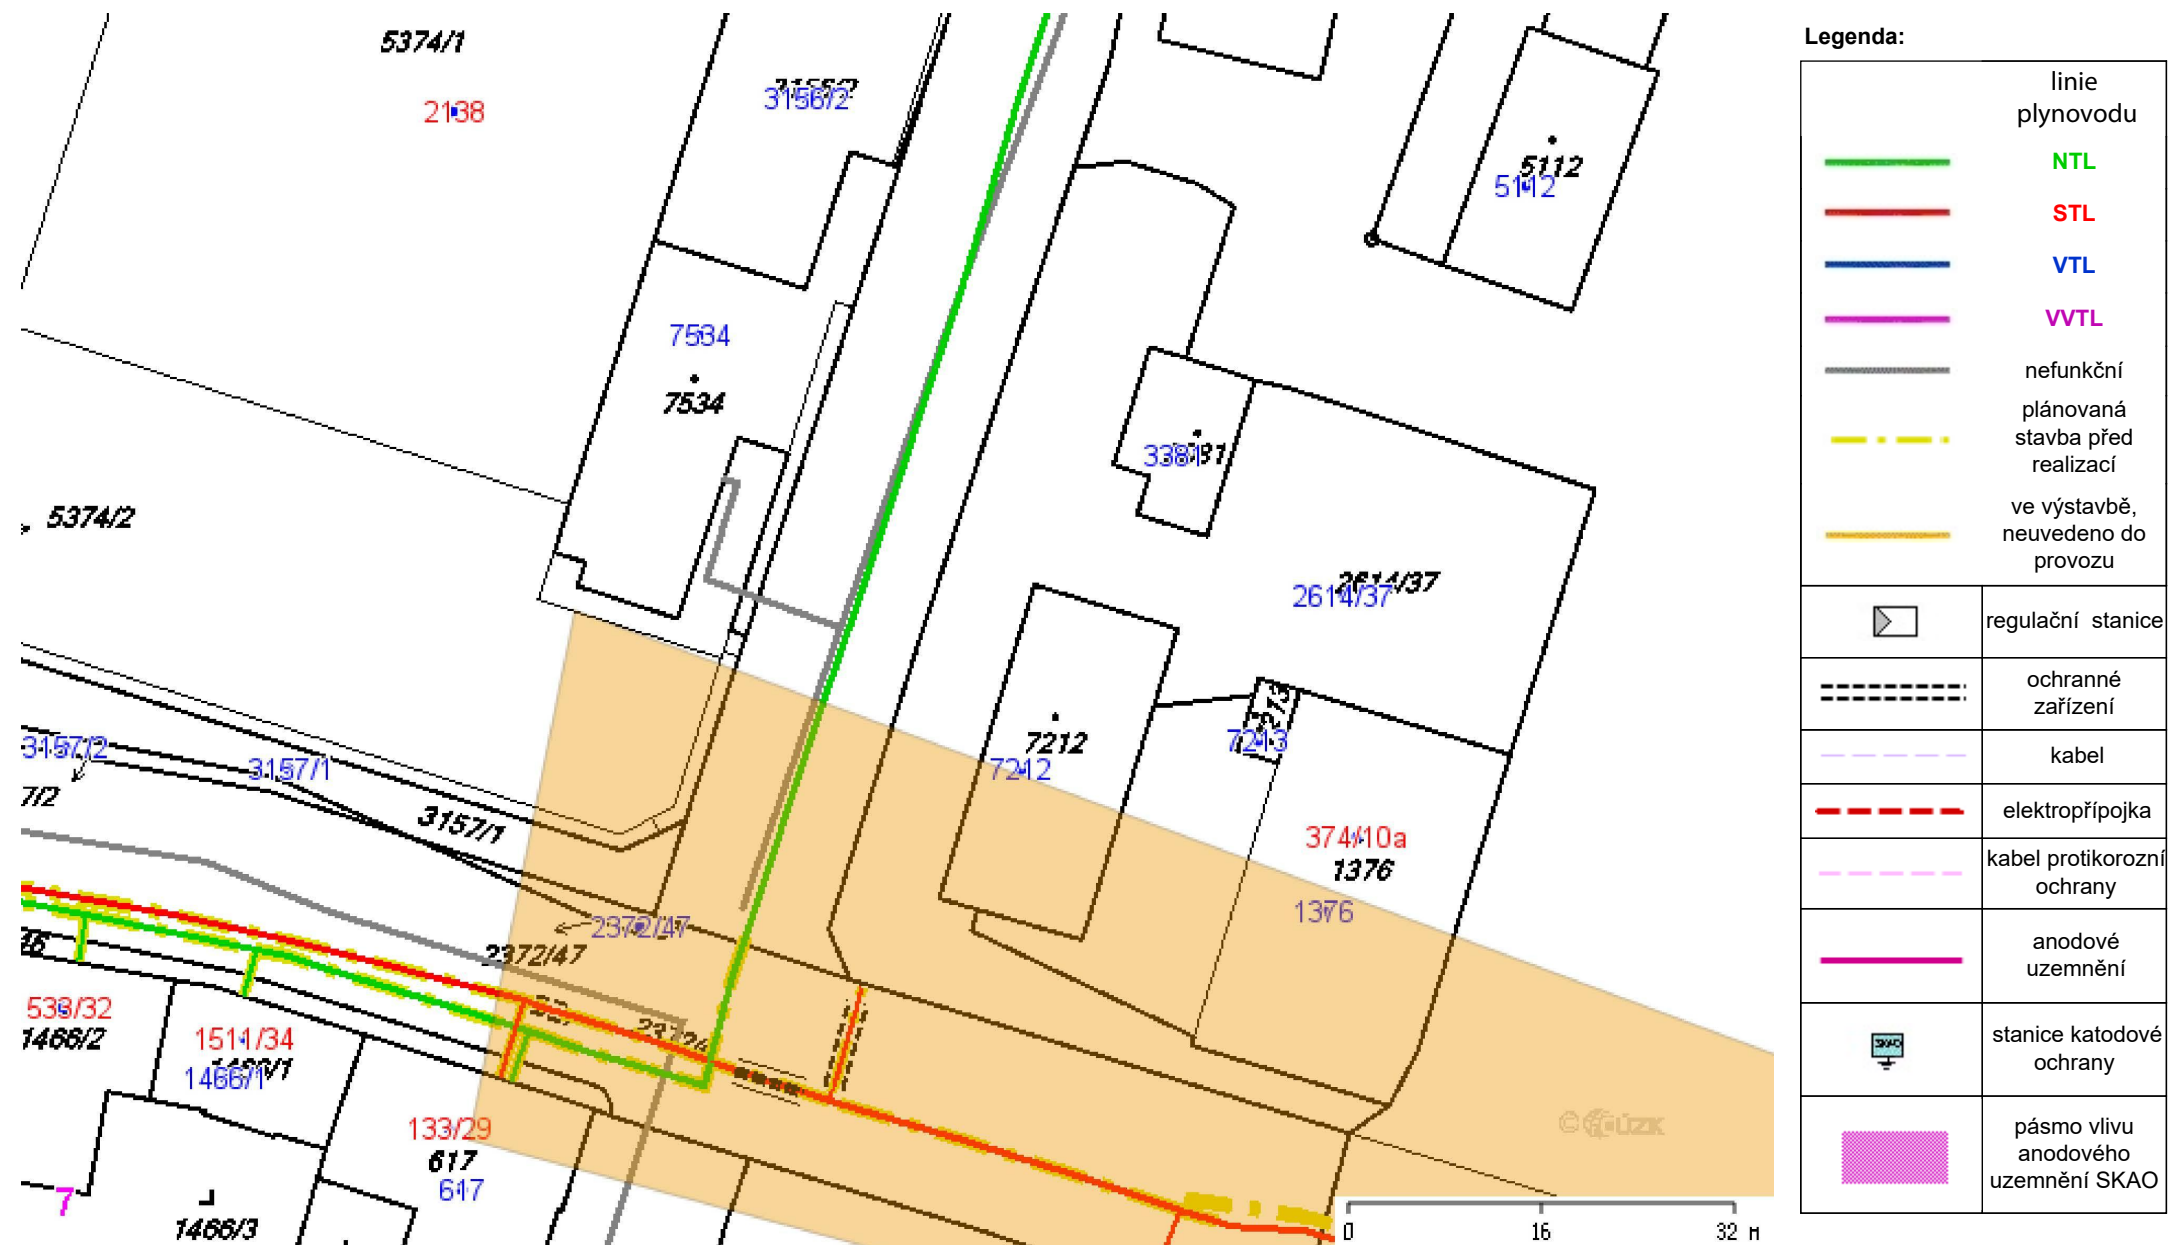 5374/1
2138
3156/2
5112
5112
7534
7534
3381
5374/2
2614/37
2614/37
7212
7212
7213
7213
3157/2
3157/1
7/2
3157/1
374/10a
1376
1376
2372/47
2372/47
533/32
1466/2
1511/34
1466/1
133/29
617
617
7
1466/3
0 16 32 м
Legenda:
linie
plynovodu
NTL
STL
VTL
VVTL
nefunkční
plánovaná
stavba před
realizací
ve výstavbě,
neuvedeno do
provozu
regulační stanice
ochranné
zařízení
kabel
elektropřípojka
kabel protikorozní
ochrany
anodové
uzemnění
SKAO
stanice katodové
ochrany
pásmo vlivu
anodového
uzemnění SKAO